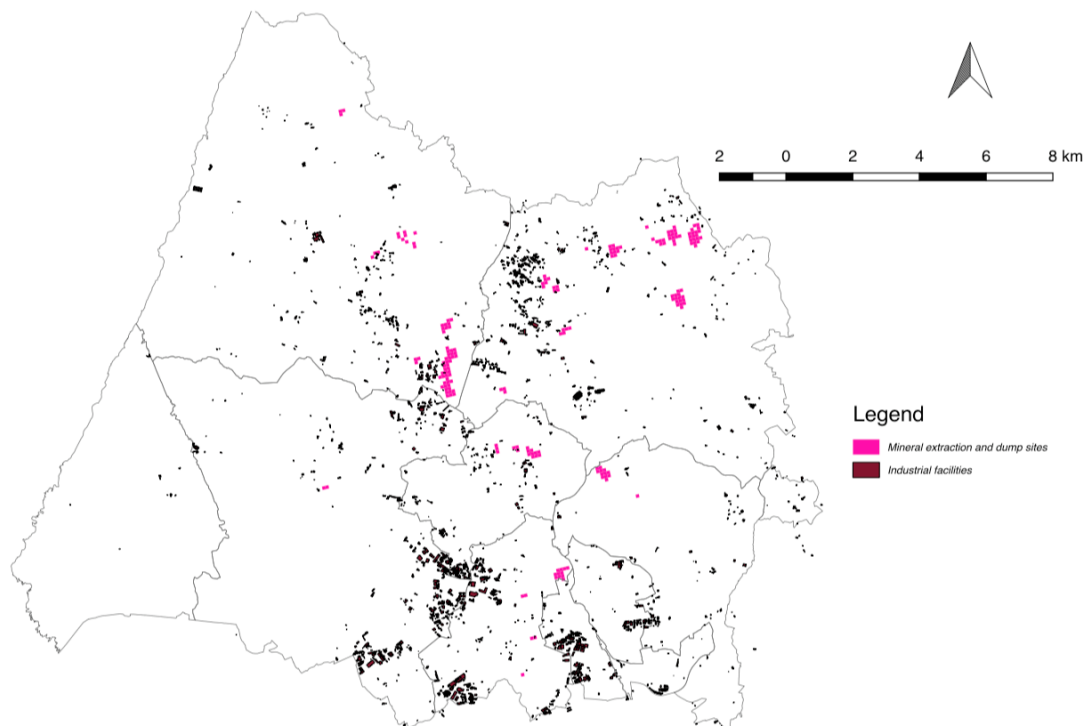 2 0 2 4 6 8 km
Legend
Mineral extraction and dump sites
Industrial facilities